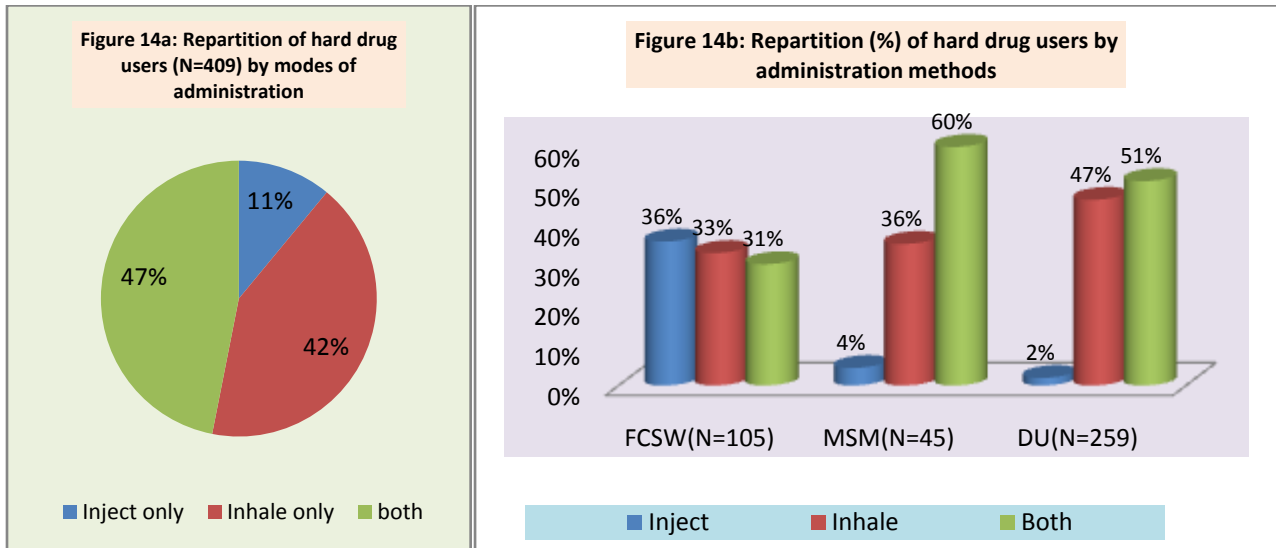 Figure 14a: Repartition of hard drug
users (N=409) by modes of
administration
11%
47%
42%
Inject only Inhale only both
Figure 14b: Repartition (%) of hard drug users by
administration methods
60%
50%
40%
30%
20%
10%
0%
36%
33%
31%
4%
36%
60%
2%
47%
51%
FCSW(N=105) MSM(N=45) DU(N=259)
Inject Inhale Both